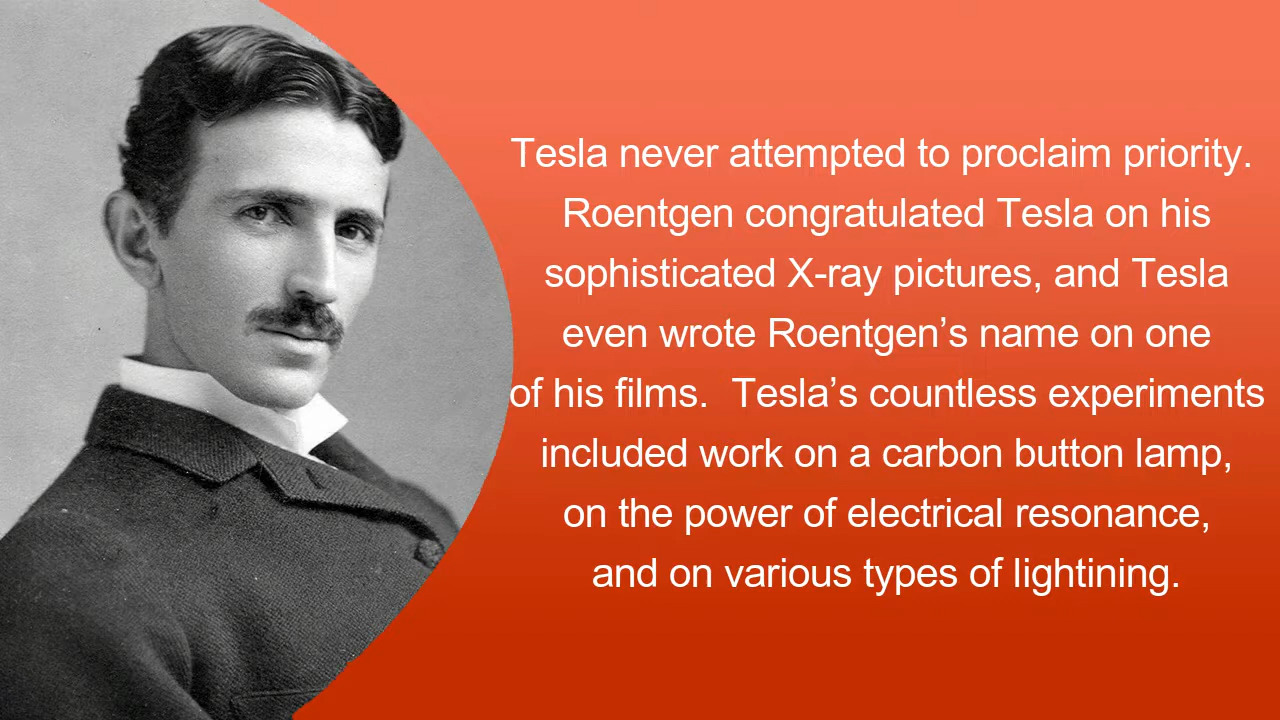 Tesla never attempted to proclaim priority.
Roentgen congratulated Tesla on his
sophisticated X-ray pictures, and Tesla
even wrote Roentgen’s name on one
of his films.  Tesla’s countless experiments
included work on a carbon button lamp,
on the power of electrical resonance,
and on various types of lightining.